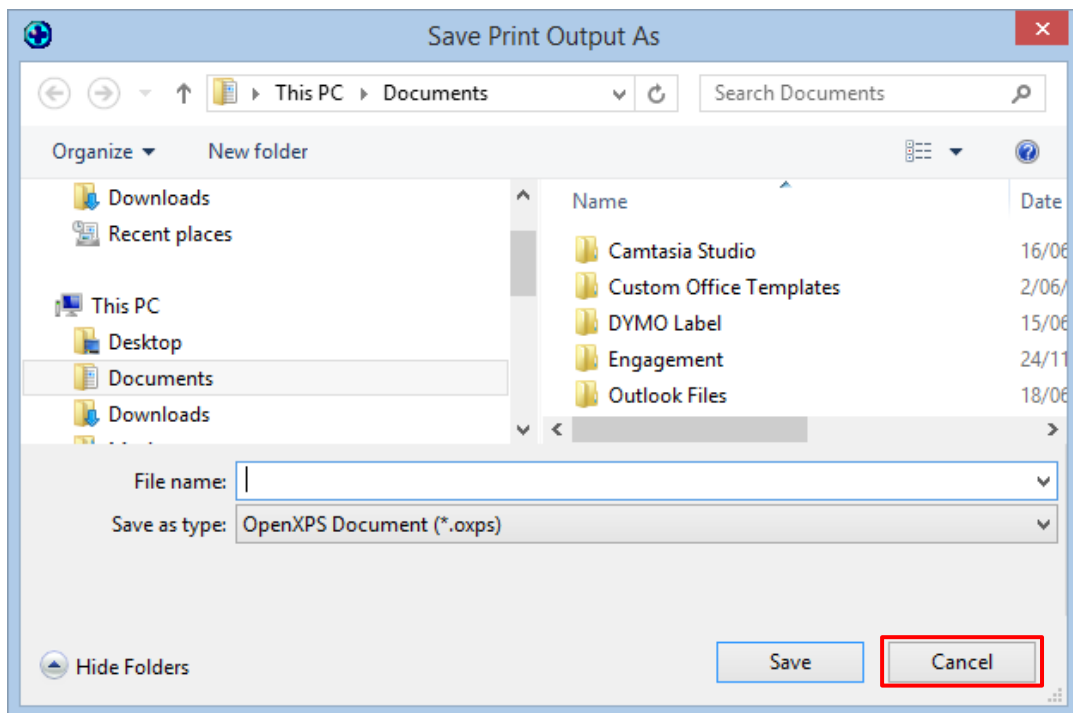 Save Print Output As
This PC Documents Search Documents
Organize New folder
Downloads
Recent places
This PC
Desktop
Documents
Downloads
Name Date
Camtasia Studio 16/06
Custom Office Templates 2/06/
DYMO Label 15/06
Engagement 24/11
Outlook Files 18/06
File name:
Save as type: OpenXPS Document (*.oxps)
Hide Folders Save Cancel